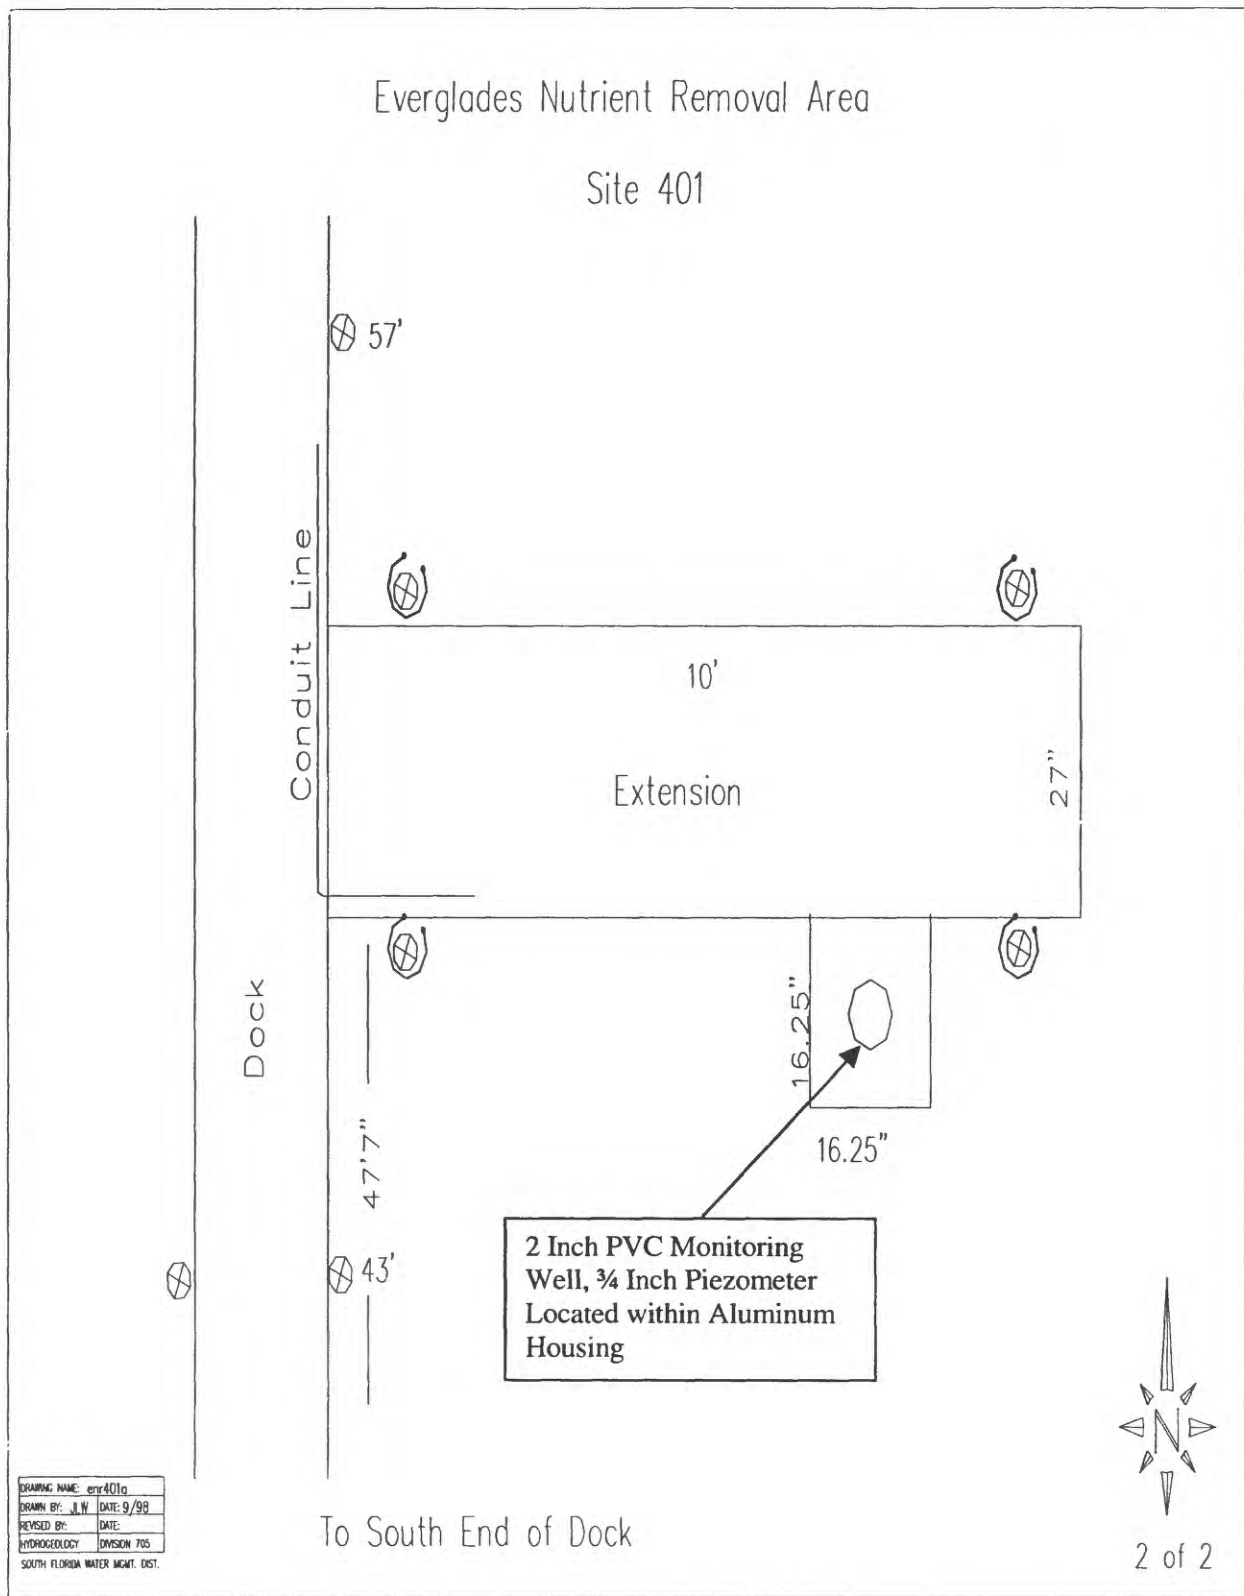 Everglades Nutrient Removal Area
Site 401
57'
Conduit Line
10'
Extension
27"
Dock
16.25"
16.25"
47'7"
43'
2 Inch PVC Monitoring
Well, ¾ Inch Piezometer
Located within Aluminum
Housing
N
DRAWING NAME: enr401a
DRAWN BY: JLW DATE: 9/98
REVISED BY: DATE:
HYDROGEOLOGY DIVISION 705
SOUTH FLORIDA WATER MGMT. DIST.
To South End of Dock
2 of 2